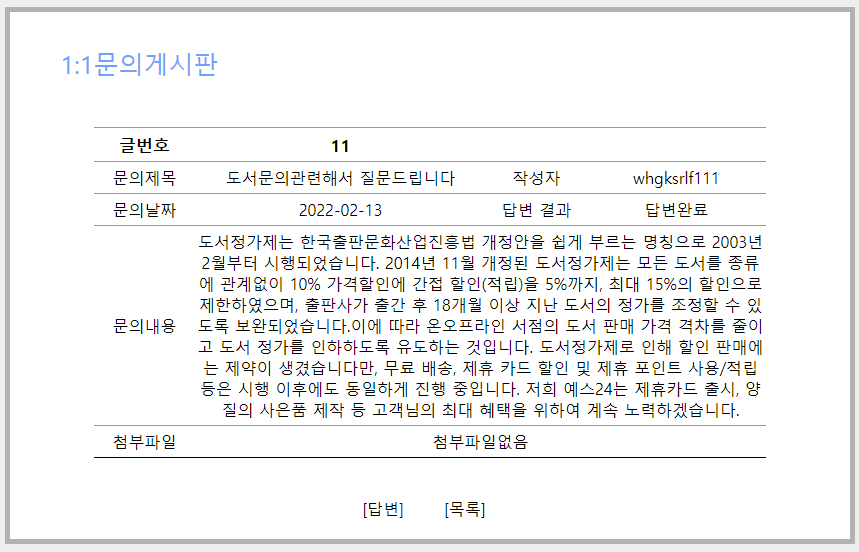 1:1문의게시판
글번호 11
문의제목 도서문의관련해서 질문드립니다 작성자 whgksrlf111
문의날짜 2022-02-13 답변 결과 답변완료
문의내용
도서정가제는 한국출판문화산업진흥법 개정안을 쉽게 부르는 명칭으로 2003년
2월부터 시행되었습니다. 2014년 11월 개정된 도서정가제는 모든 도서를 종류
에 관계없이 10% 가격할인에 간접 할인(적립)을 5%까지, 최대 15%의 할인으로
제한하였으며, 출판사가 출간 후 18개월 이상 지난 도서의 정가를 조정할 수 있
도록 보완되었습니다.이에 따라 온오프라인 서점의 도서 판매 가격 격차를 줄이
고 도서 정가를 인하하도록 유도하는 것입니다. 도서정가제로 인해 할인 판매에
는 제약이 생겼습니다만, 무료 배송, 제휴 카드 할인 및 제휴 포인트 사용/적립
등은 시행 이후에도 동일하게 진행 중입니다. 저희 예스24는 제휴카드 출시, 양
질의 사은품 제작 등 고객님의 최대 혜택을 위하여 계속 노력하겠습니다.
첨부파일 첨부파일없음
[답변] [목록]